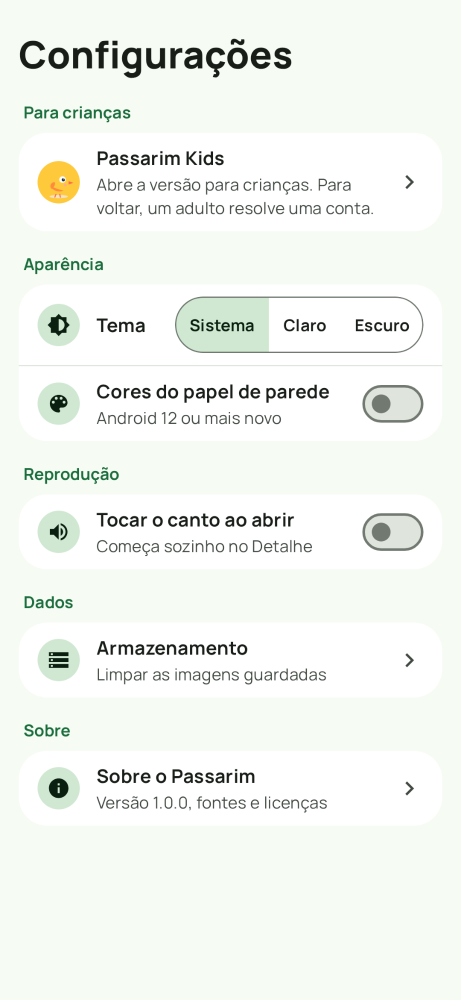 Configurações
Para crianças
Passarim Kids
Abre a versão para crianças. Para
voltar, um adulto resolve uma conta.
Aparência
Tema
Sistema
Claro
Escuro
Cores do papel de parede
Android 12 ou mais novo
Reprodução
Tocar o canto ao abrir
Começa sozinho no Detalhe
Dados
Armazenamento
Limpar as imagens guardadas
Sobre
Sobre o Passarim
Versão 1.0.0, fontes e licenças